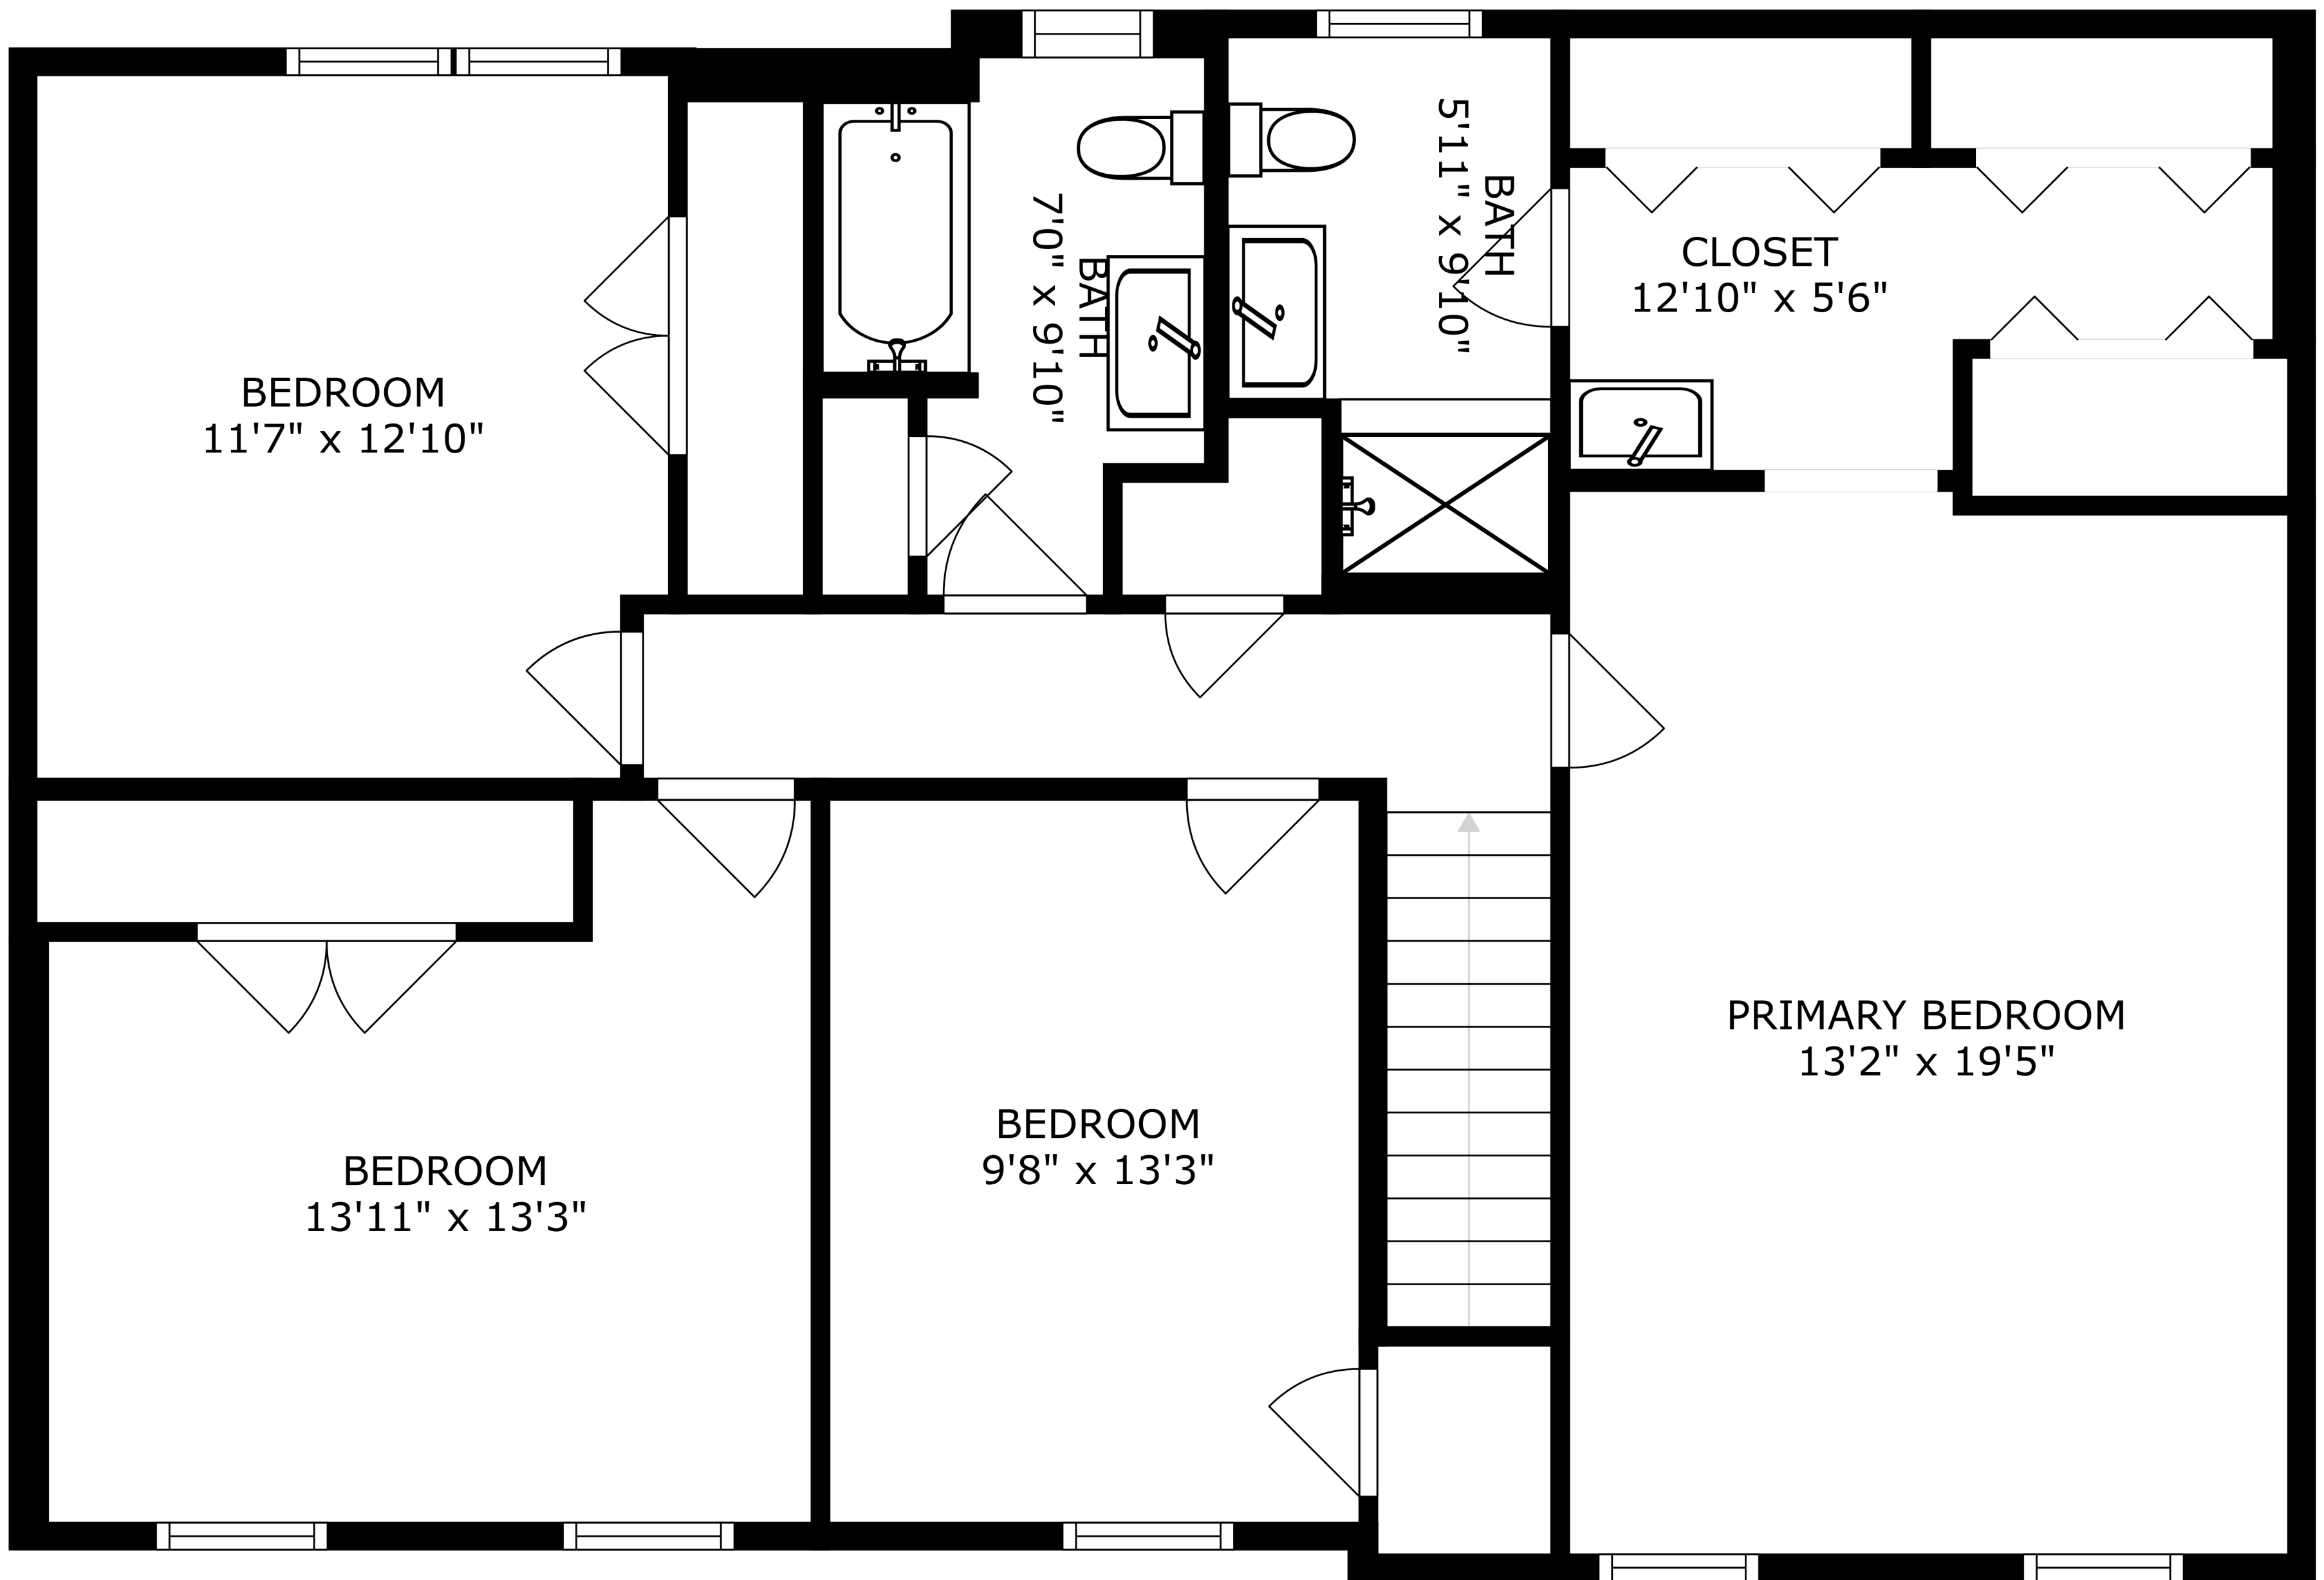 BATH
5'11" x 9'10"
BATH
7'0" x 9'10"
CLOSET
12'10" x 5'6"
BEDROOM
11'7" x 12'10"
PRIMARY BEDROOM
13'2" x 19'5"
BEDROOM
9'8" x 13'3"
BEDROOM
13'11" x 13'3"